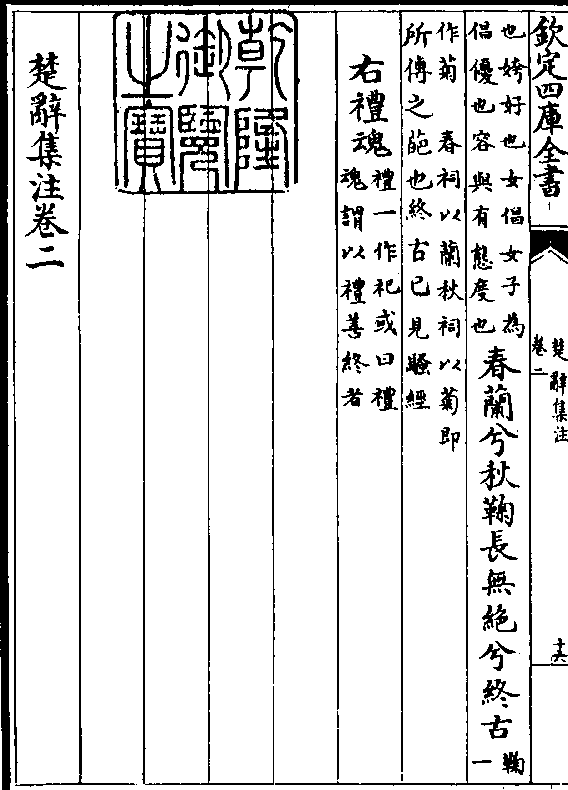 欽定四庫全書
楚辭集注
卷二
十六
也姱好也女倡女子為
倡優也容與有態度也
春蘭兮秋鞠長無絶兮終古
鞠
一
作菊 春祠以蘭秋祠以菊即
所傳之葩也終古已見騷經
右禮魂
禮一作祀或曰禮
魂謂以禮善終者
乾隆
御覽
之寶
楚辭集注卷二